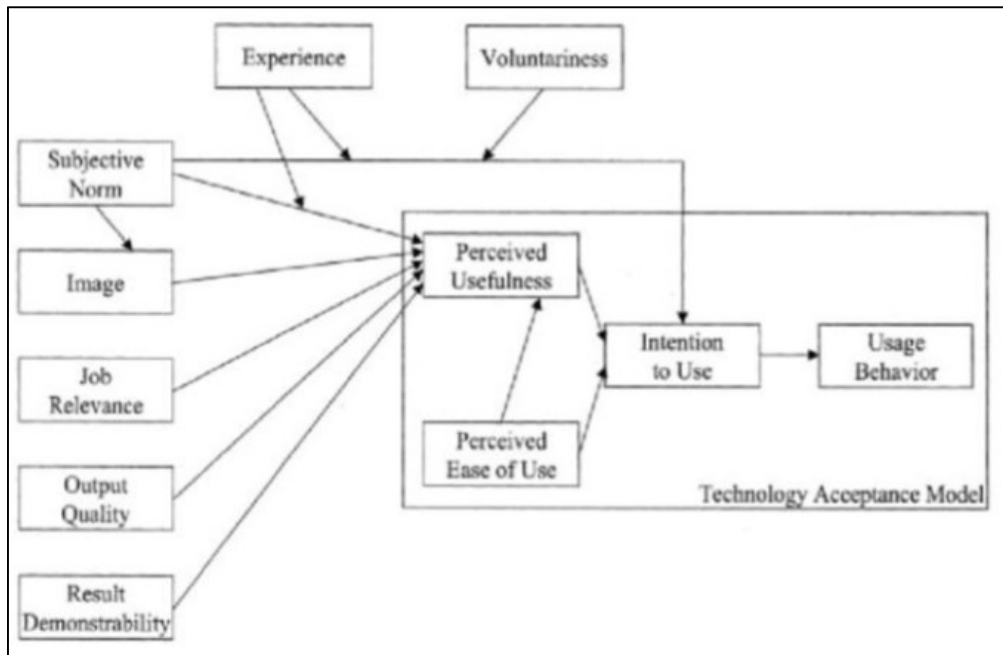 Experience
Voluntariness
Subjective
Norm
Image
Job
Relevance
Output
Quality
Result
Demonstrability
Perceived
Usefulness
Perceived
Ease of Use
Intention
to Use
Usage
Behavior
Technology Acceptance Model